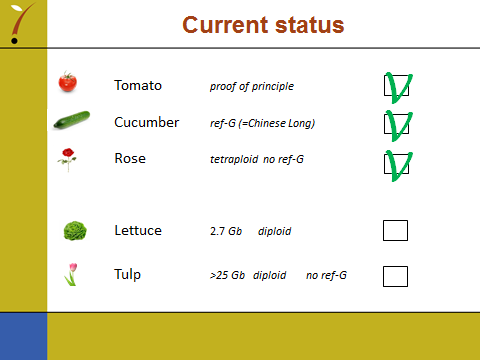 Current status
Tomato proof of principle
Cucumber ref-G (=Chinese Long)
Rose tetraploid no ref-G
Lettuce 2.7 Gb diploid
Tulp >25 Gb diploid no ref-G